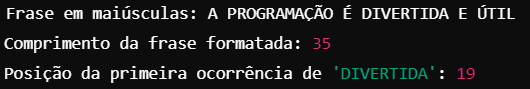 Frase em maiúsculas: A PROGRAMAÇÃO É DIVERTIDA E ÚTIL
Comprimento da frase formatada: 35
Posição da primeira ocorrência de 'DIVERTIDA': 19